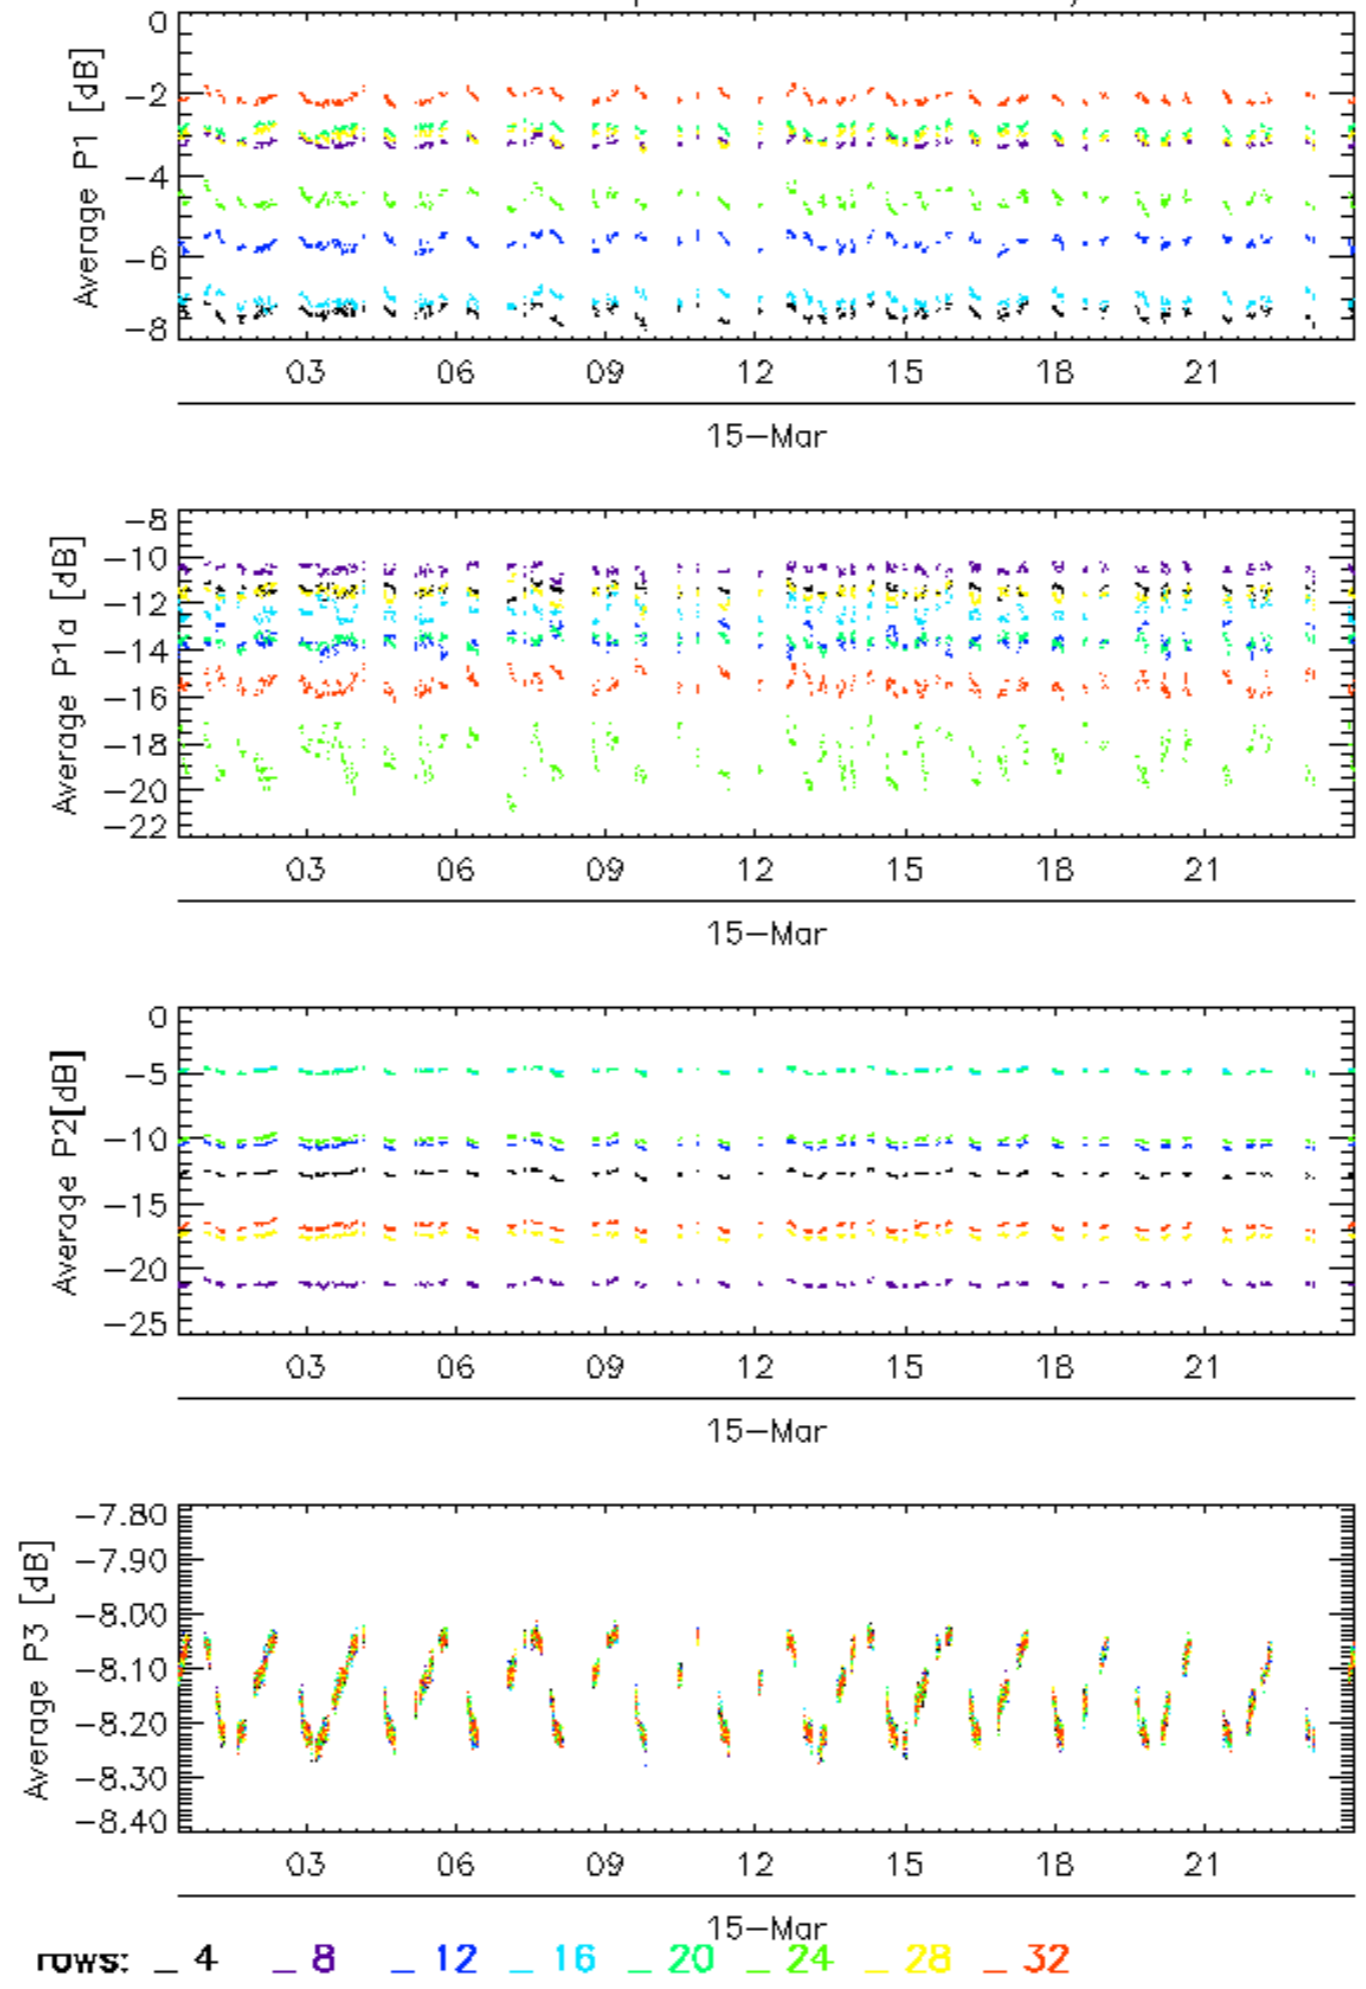 0
Average P1 [dB]
−2
−4
−6
−8
03 06 09 12 15 18 21
15−Mar
−8
Average P1a [dB]
−10
−12
−14
−16
−18
−20
−22
03 06 09 12 15 18 21
15−Mar
0
Average P2[dB]
−5
−10
−15
−20
−25
03 06 09 12 15 18 21
15−Mar
−7.80
Average P3 [dB]
−7.90
−8.00
−8.10
−8.20
−8.30
−8.40
03 06 09 12 15 18 21
15−Mar
rows: _ 4 _ 8 _ 12 _ 16 _ 20 _ 24 _ 28 _ 32